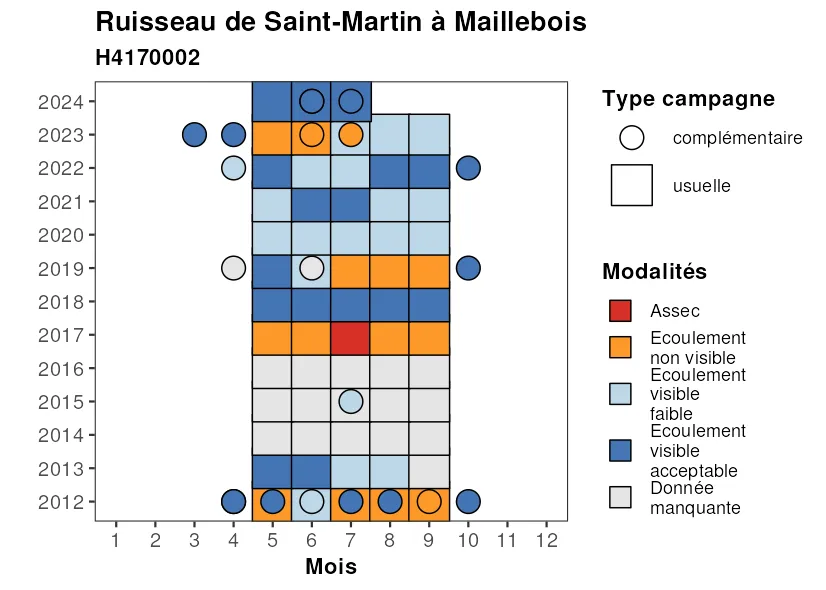 Ruisseau de Saint-Martin à Maillebois
H4170002
2024
2023
2022
2021
2020
2019
2018
2017
2016
2015
2014
2013
2012
1 2 3 4 5 6 7 8 9 10 11 12
Mois
Type campagne
complémentaire
usuelle
Modalités
Assec
Ecoulement
non visible
Ecoulement
visible
faible
Ecoulement
visible
acceptable
Donnée
manquante